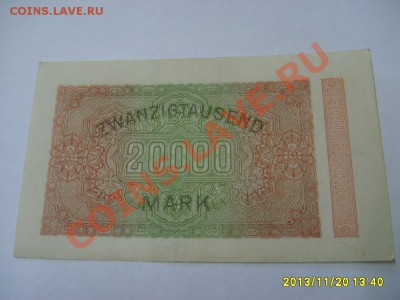 COINS.LAVE.RU
COINS.LAVE.RU
ZWANZIGTAUSEND
20000
MARK
2013/11/20 13:40